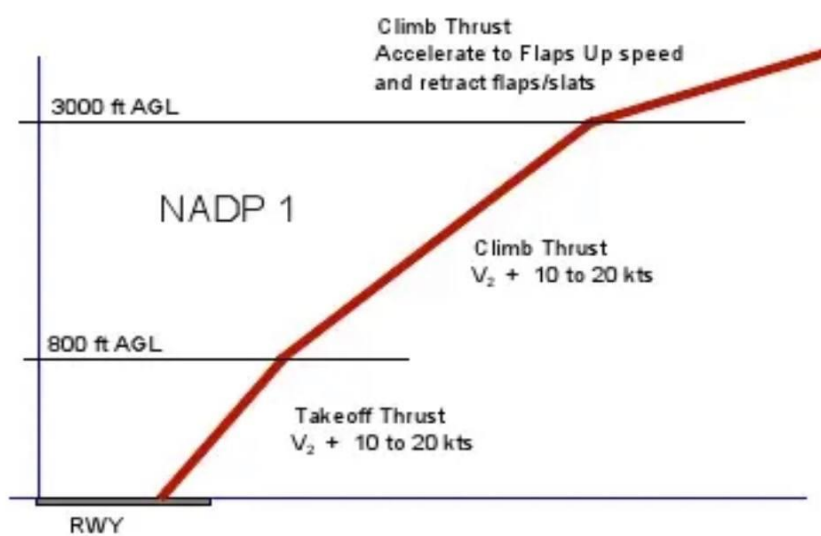 Climb Thrust
Accelerate to Flaps Up speed
and retract flaps/slats
3000 ft AGL
NADP 1
Climb Thrust
V₂ + 10 to 20 kts
800 ft AGL
Takeoff Thrust
V₂ + 10 to 20 kts
RWY